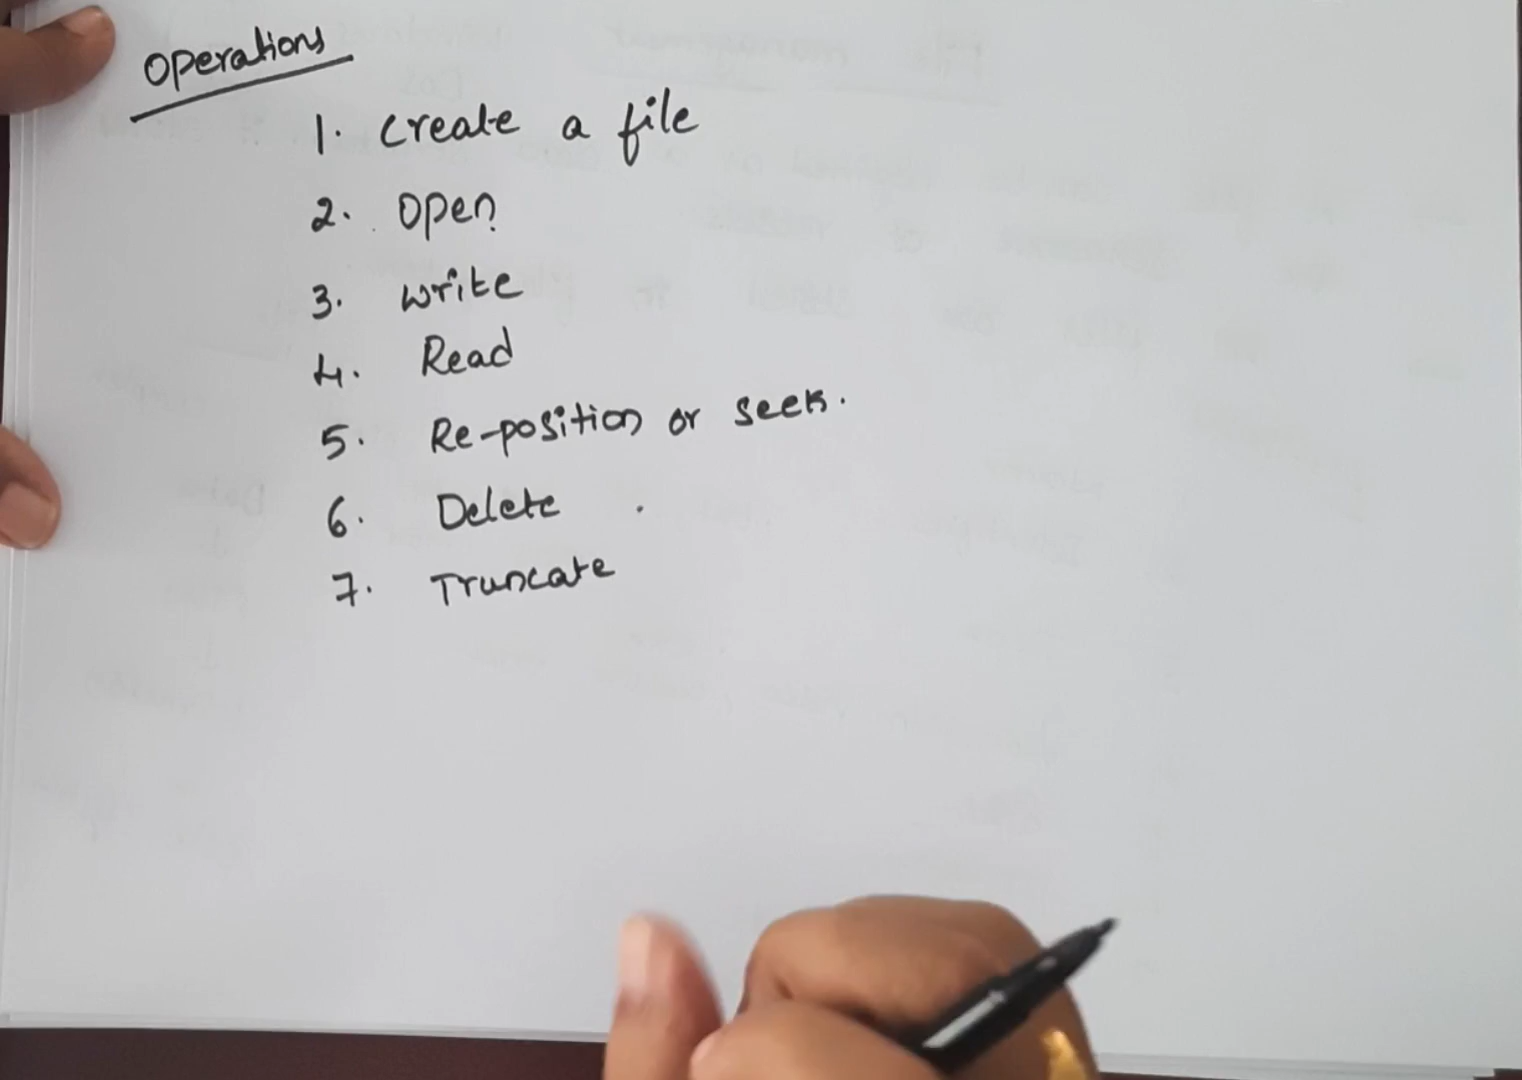 Operations
1. Create a file
2. Open
3. Write
4. Read
5. Re-position or seek.
6. Delete
7. Truncate